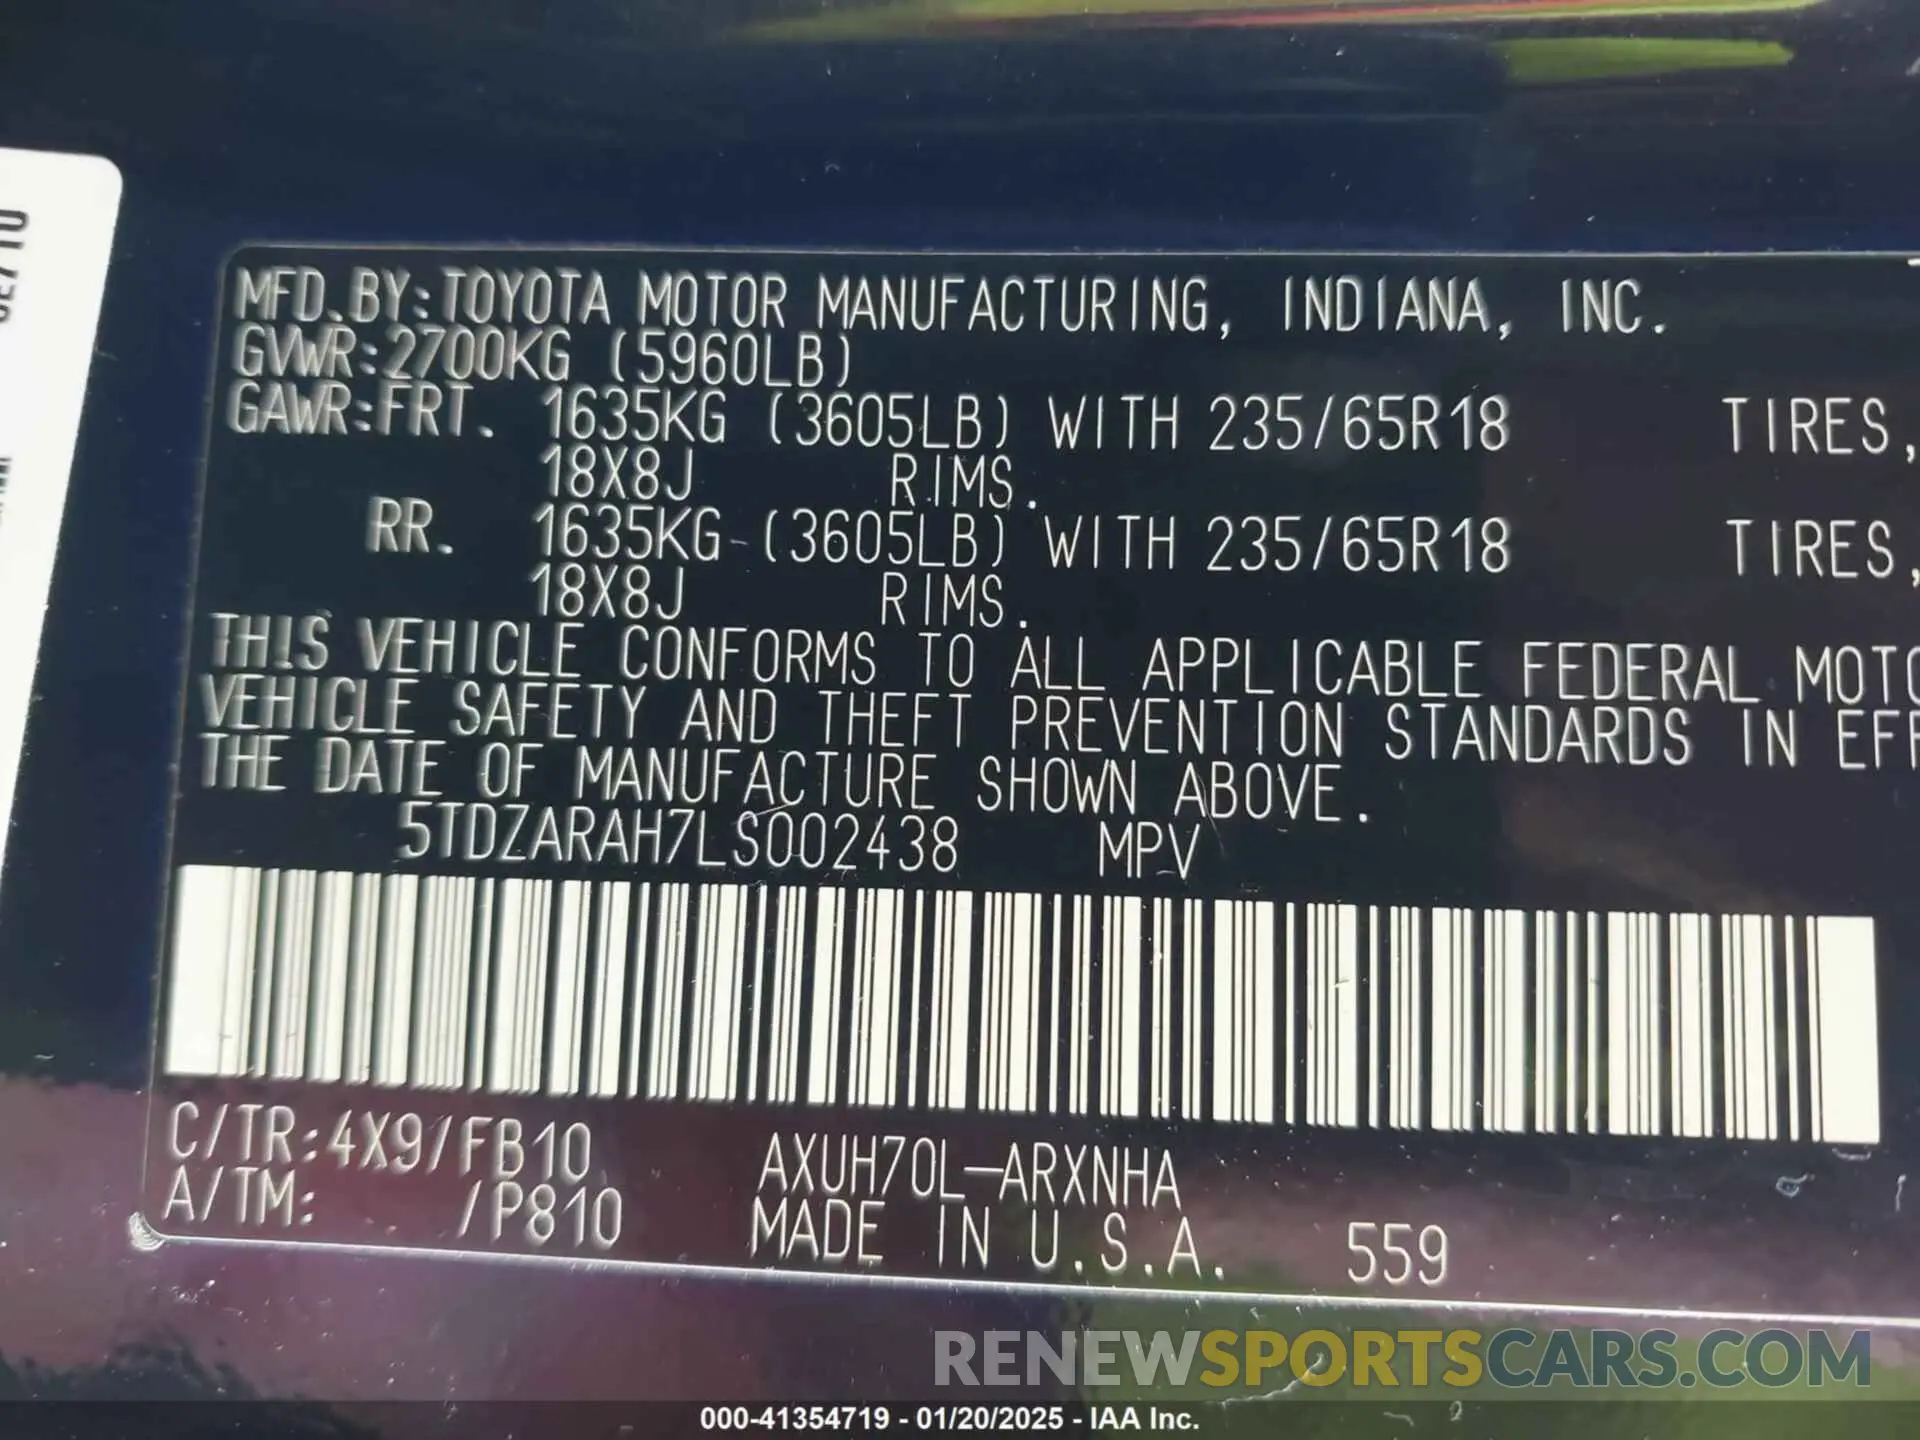 MFD.BY:TOYOTA MOTOR MANUFACTURING, INDIANA, INC.
GVWR:2700KG (5960LB)
GAWR:FRT. 1635KG (3605LB) WITH 235/65R18 TIRES,
18X8J RIMS.
RR. 1635KG (3605LB) WITH 235/65R18 TIRES,
18X8J RIMS.
THIS VEHICLE CONFORMS TO ALL APPLICABLE FEDERAL MOTO
VEHICLE SAFETY AND THEFT PREVENTION STANDARDS IN EFF
THE DATE OF MANUFACTURE SHOWN ABOVE.
5TDZARAH7LS002438 MPV
C/TR:4X9/FB10 AXUH70L-ARXNHA
A/TM: /P810 MADE IN U.S.A. 559
RENEWSPORTSCARS.COM
000-41354719 - 01/20/2025 - IAA Inc.